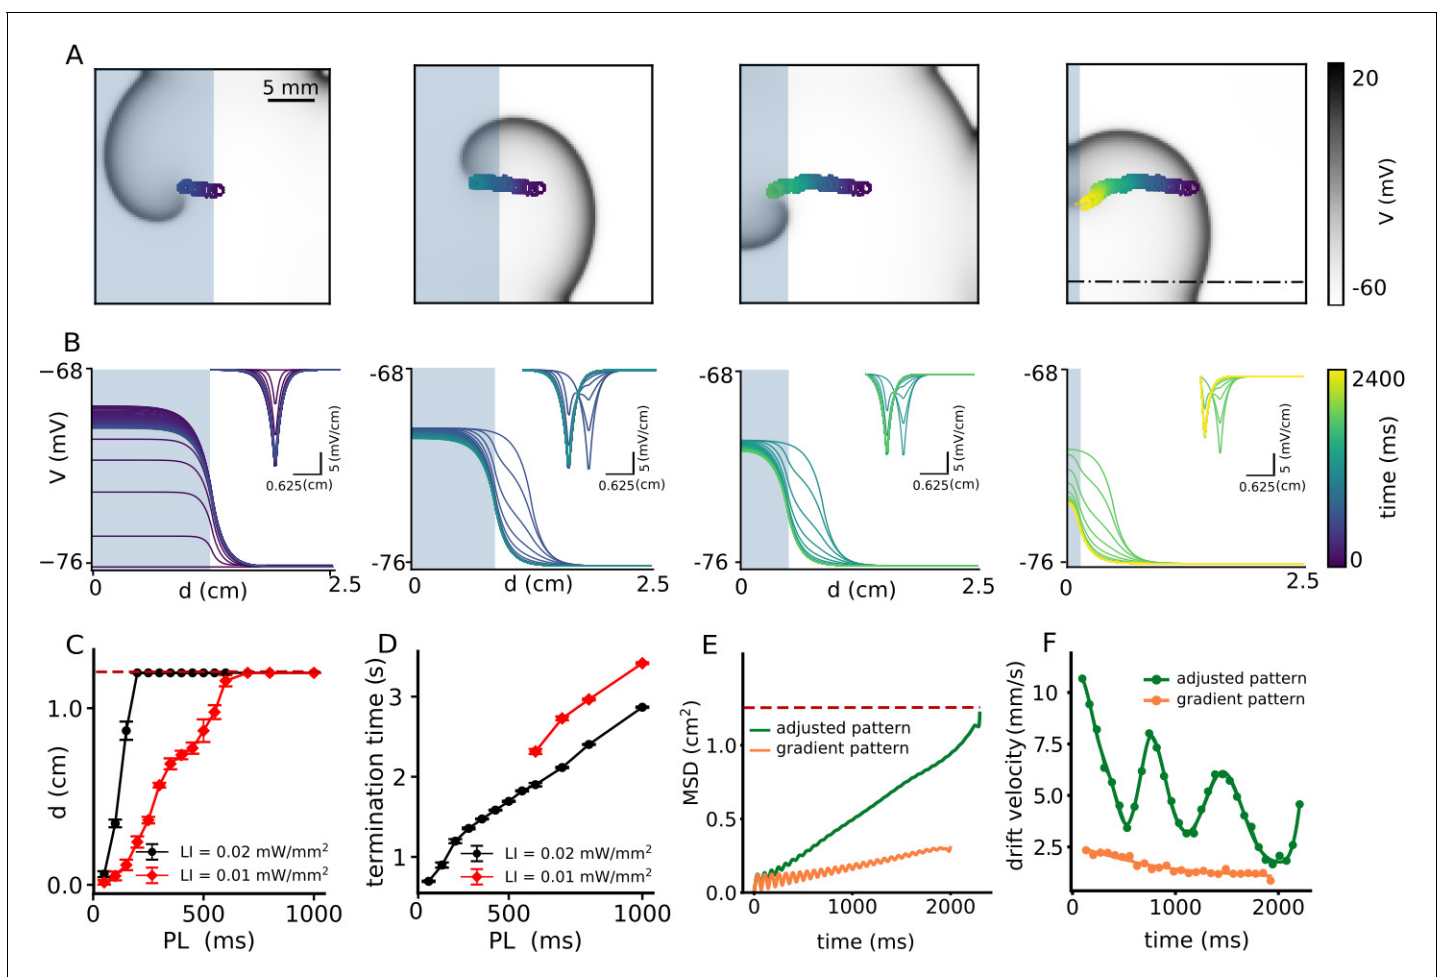 A
5 mm
20
V (mV)
-60
B
−68
V (mV)
−76
0
d (cm)
2.5
5 (mV/cm)
0.625(cm)
-68
-76
0
d (cm)
2.5
5 (mV/cm)
0.625(cm)
-68
-76
0
d (cm)
2.5
5 (mV/cm)
0.625(cm)
-68
-76
0
2.5
5 (mV/cm)
0.625(cm)
2400
time (ms)
0
C
d (cm)
1.0
0.0
LI = 0.02 mW/mm²
LI = 0.01 mW/mm²
0
500
1000
PL (ms)
D
termination time (s)
3
2
1
LI = 0.02 mW/mm²
LI = 0.01 mW/mm²
0
500
1000
PL (ms)
E
MSD (cm²)
1.0
0.5
0.0
adjusted pattern
gradient pattern
0
1000
2000
time (ms)
F
drift velocity (mm/s)
10
7.5
5.0
2.5
adjusted pattern
gradient pattern
0
1000
2000
time (ms)